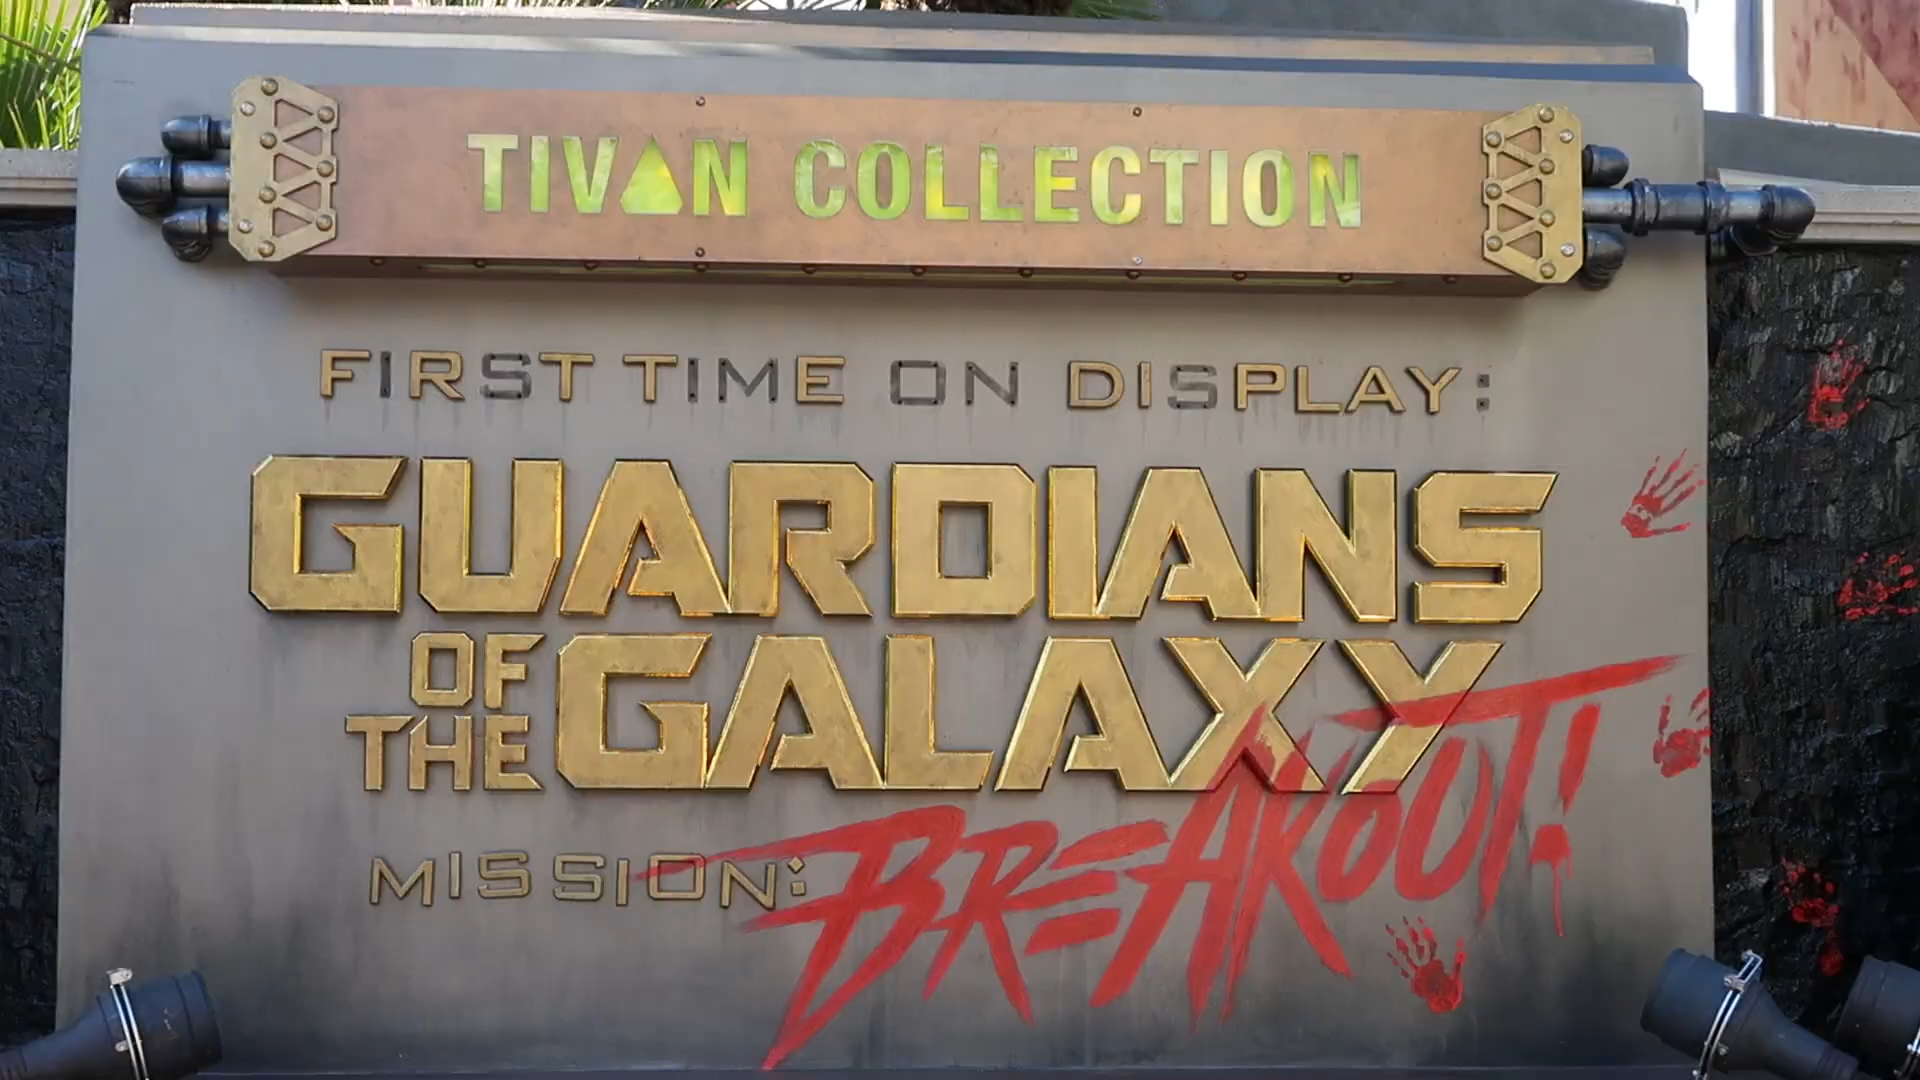 TIVAN COLLECTION
FIRST TIME ON DISPLAY:
GUARDIANS
OF THE GALAXY
MISSION: BREAKOUT!